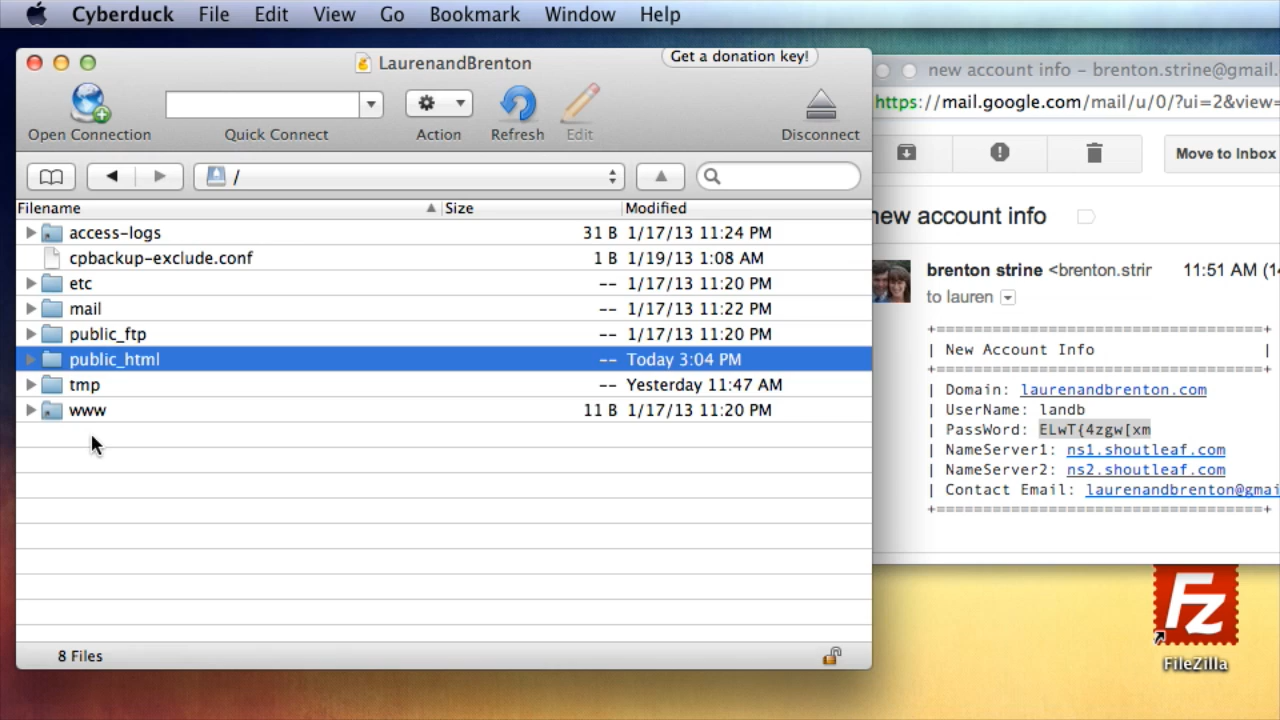 Cyberduck File Edit View Go Bookmark Window Help
LaurenandBrenton
Get a donation key!
Open Connection
Quick Connect
Action
Refresh
Edit
Disconnect
/
Filename Size Modified
access-logs 31 B 1/17/13 11:24 PM
cpbackup-exclude.conf 1 B 1/19/13 1:08 AM
etc -- 1/17/13 11:20 PM
mail -- 1/17/13 11:22 PM
public_ftp -- 1/17/13 11:20 PM
public_html -- Today 3:04 PM
tmp -- Yesterday 11:47 AM
www 11 B 1/17/13 11:20 PM
8 Files
new account info – brenton.strine@gmail.
https://mail.google.com/mail/u/0/?ui=2&view=
Move to Inbox
new account info
brenton strine <brenton.strir 11:51 AM (14
to lauren
+===================================+
| New Account Info |
+===================================+
| Domain: laurenandbrenton.com
| UserName: landb
| PassWord: ELwT{4zgw[xm
| NameServer1: ns1.shoutleaf.com
| NameServer2: ns2.shoutleaf.com
| Contact Email: laurenandbrenton@gmai
+===================================+
Fz
FileZilla